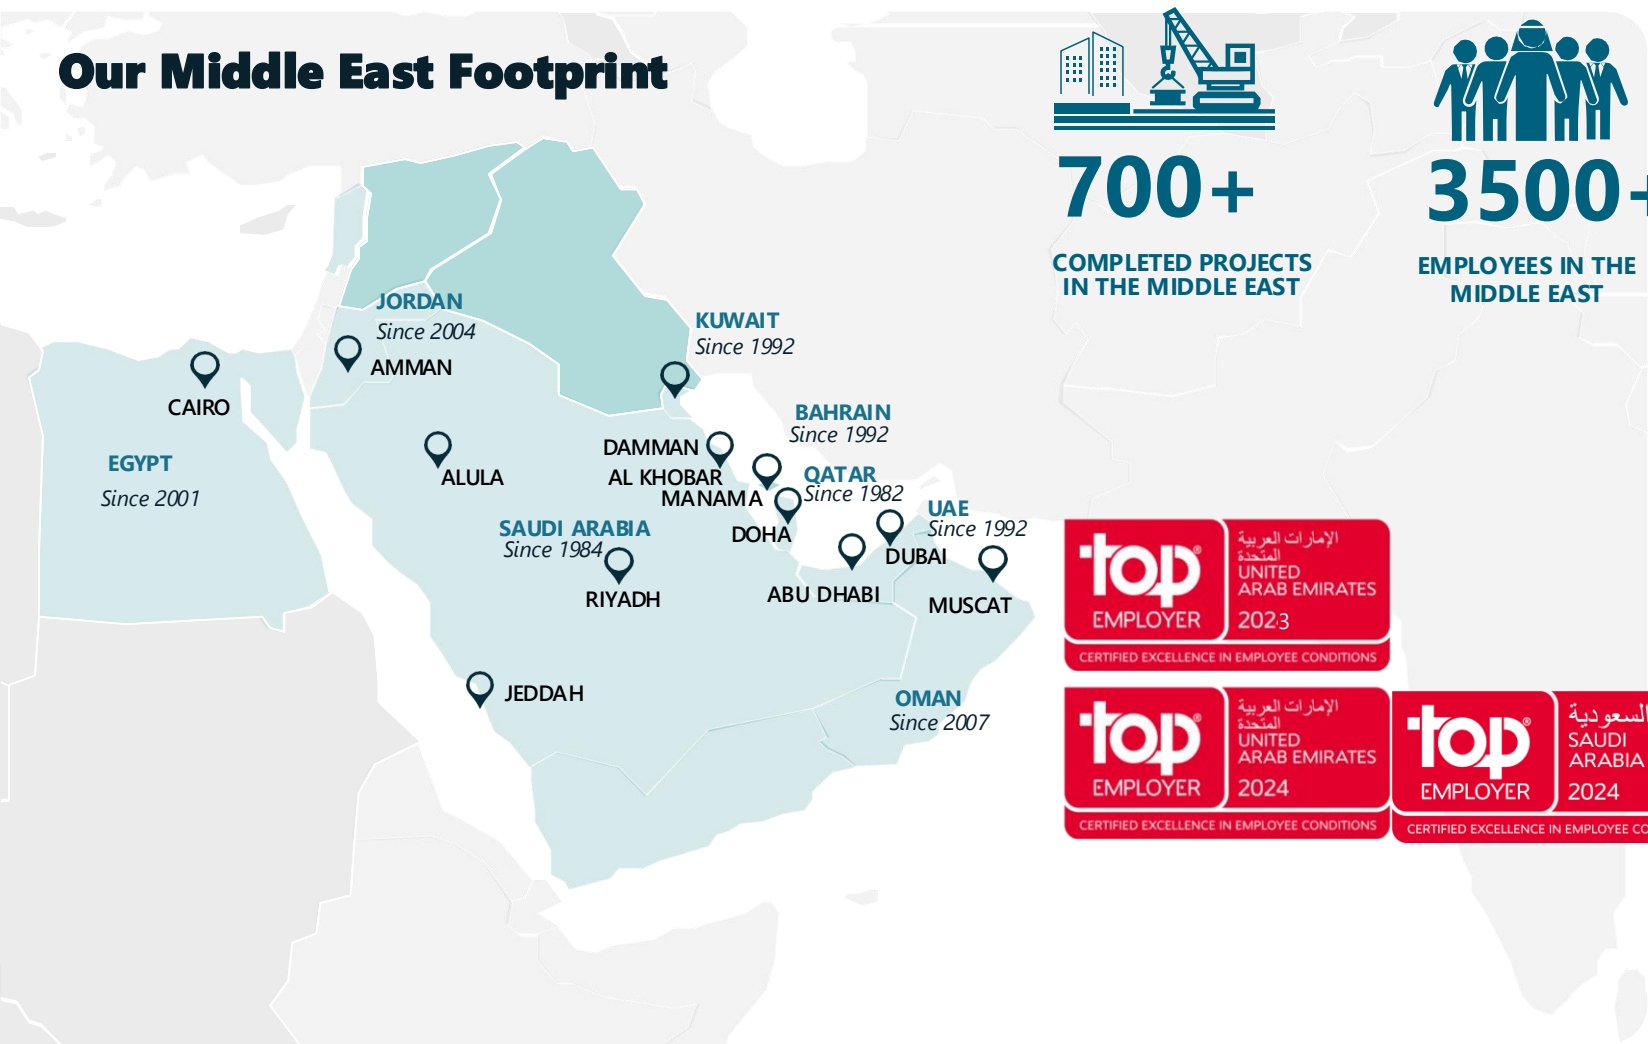 Our Middle East Footprint
700+
COMPLETED PROJECTS
IN THE MIDDLE EAST
3500+
EMPLOYEES IN THE
MIDDLE EAST
JORDAN
Since 2004
AMMAN
KUWAIT
Since 1992
CAIRO
EGYPT
Since 2001
ALULA
DAMMAN
AL KHOBAR
MANAMA
BAHRAIN
Since 1992
QATAR
Since 1982
DOHA
UAE
Since 1992
DUBAI
ABU DHABI
SAUDI ARABIA
Since 1984
RIYADH
MUSCAT
JEDDAH
OMAN
Since 2007
top®
EMPLOYER
الإمارات العربية
المتحدة
UNITED
ARAB EMIRATES
2023
CERTIFIED EXCELLENCE IN EMPLOYEE CONDITIONS
top®
EMPLOYER
الإمارات العربية
المتحدة
UNITED
ARAB EMIRATES
2024
CERTIFIED EXCELLENCE IN EMPLOYEE CONDITIONS
top®
EMPLOYER
السعودية
SAUDI
ARABIA
2024
CERTIFIED EXCELLENCE IN EMPLOYEE CO